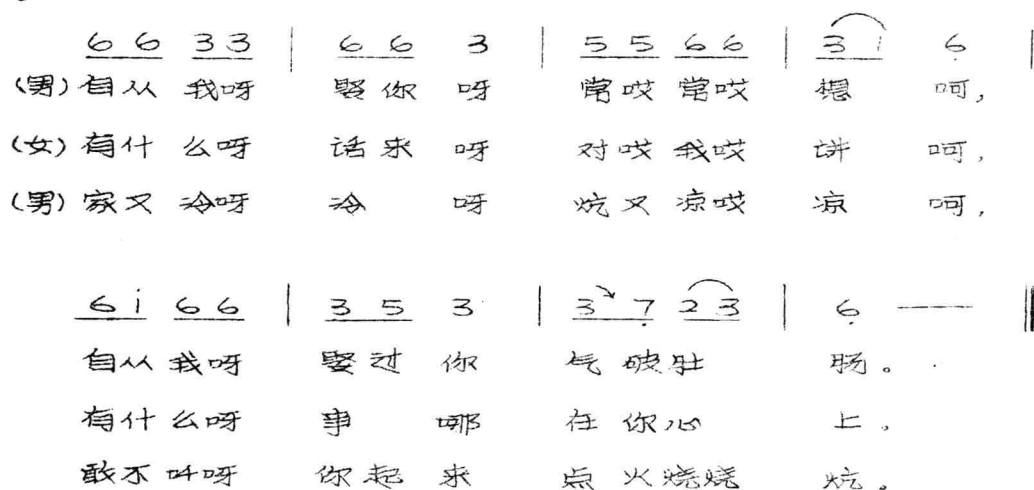 6 6 3 3 | 6 6 3 | 5 5 6 6 | 3 i 6̣ |
(男)自从 我呀 娶你 呀 常哎 常哎 想 呵,
(女)有什 么呀 话来 呀 对哎 我哎 讲 呵,
(男)家又 冷呀 冷 呀 炕又 凉哎 凉 呵,
6 i 6 6 | 3 5 3 | 3 7̣ 2 3 | 6̣ — ‖
自从 我呀 娶过 你 气破肚 肠。
有什 么呀 事 哪 在你心 上,
敢不 叫呀 你起 来 点火烧烧 炕。